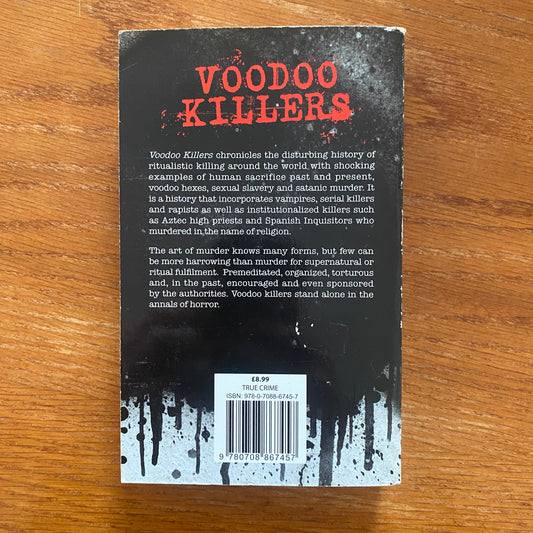 VOODOO
KILLERS
Voodoo Killers chronicles the disturbing history of
ritualistic killing around the world with shocking
examples of human sacrifice past and present,
voodoo hexes, sexual slavery and satanic murder. It
is a history that incorporates vampires, serial killers
and rapists as well as institutionalized killers such
as Aztec high priests and Spanish Inquisitors who
murdered in the name of religion.
The art of murder knows many forms, but few can
be more harrowing than murder for supernatural or
ritual fulfilment. Premeditated, organized, torturous
and, in the past, encouraged and even sponsored
by the authorities. Voodoo killers stand alone in the
annals of horror.
£8.99
TRUE CRIME
ISBN: 978-0-7088-6745-7
9 780708 867457